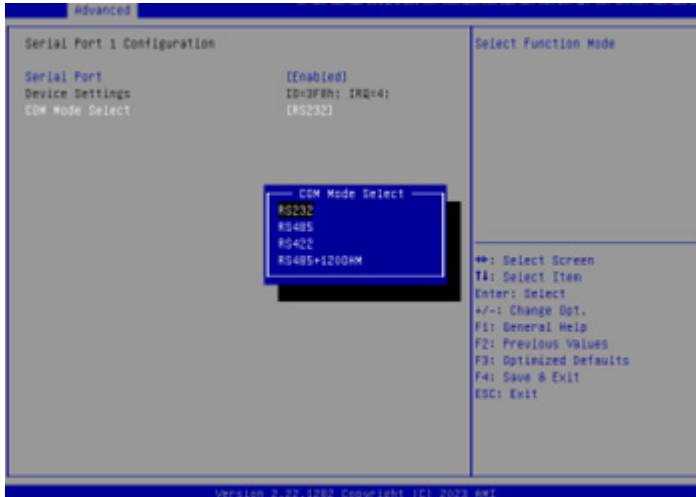 Advanced
Serial Port 1 Configuration
Select Function Mode
Serial Port [Enabled]
Device Settings IO=3F8h; IRQ=4;
COM Mode Select [RS232]
COM Mode Select
RS232
RS485
RS422
RS485+120OHM
↔: Select Screen
↑↓: Select Item
Enter: Select
+/-: Change Opt.
F1: General Help
F2: Previous Values
F3: Optimized Defaults
F4: Save & Exit
ESC: Exit
Version 2.22.1282 Copyright (C) 2023 AMI